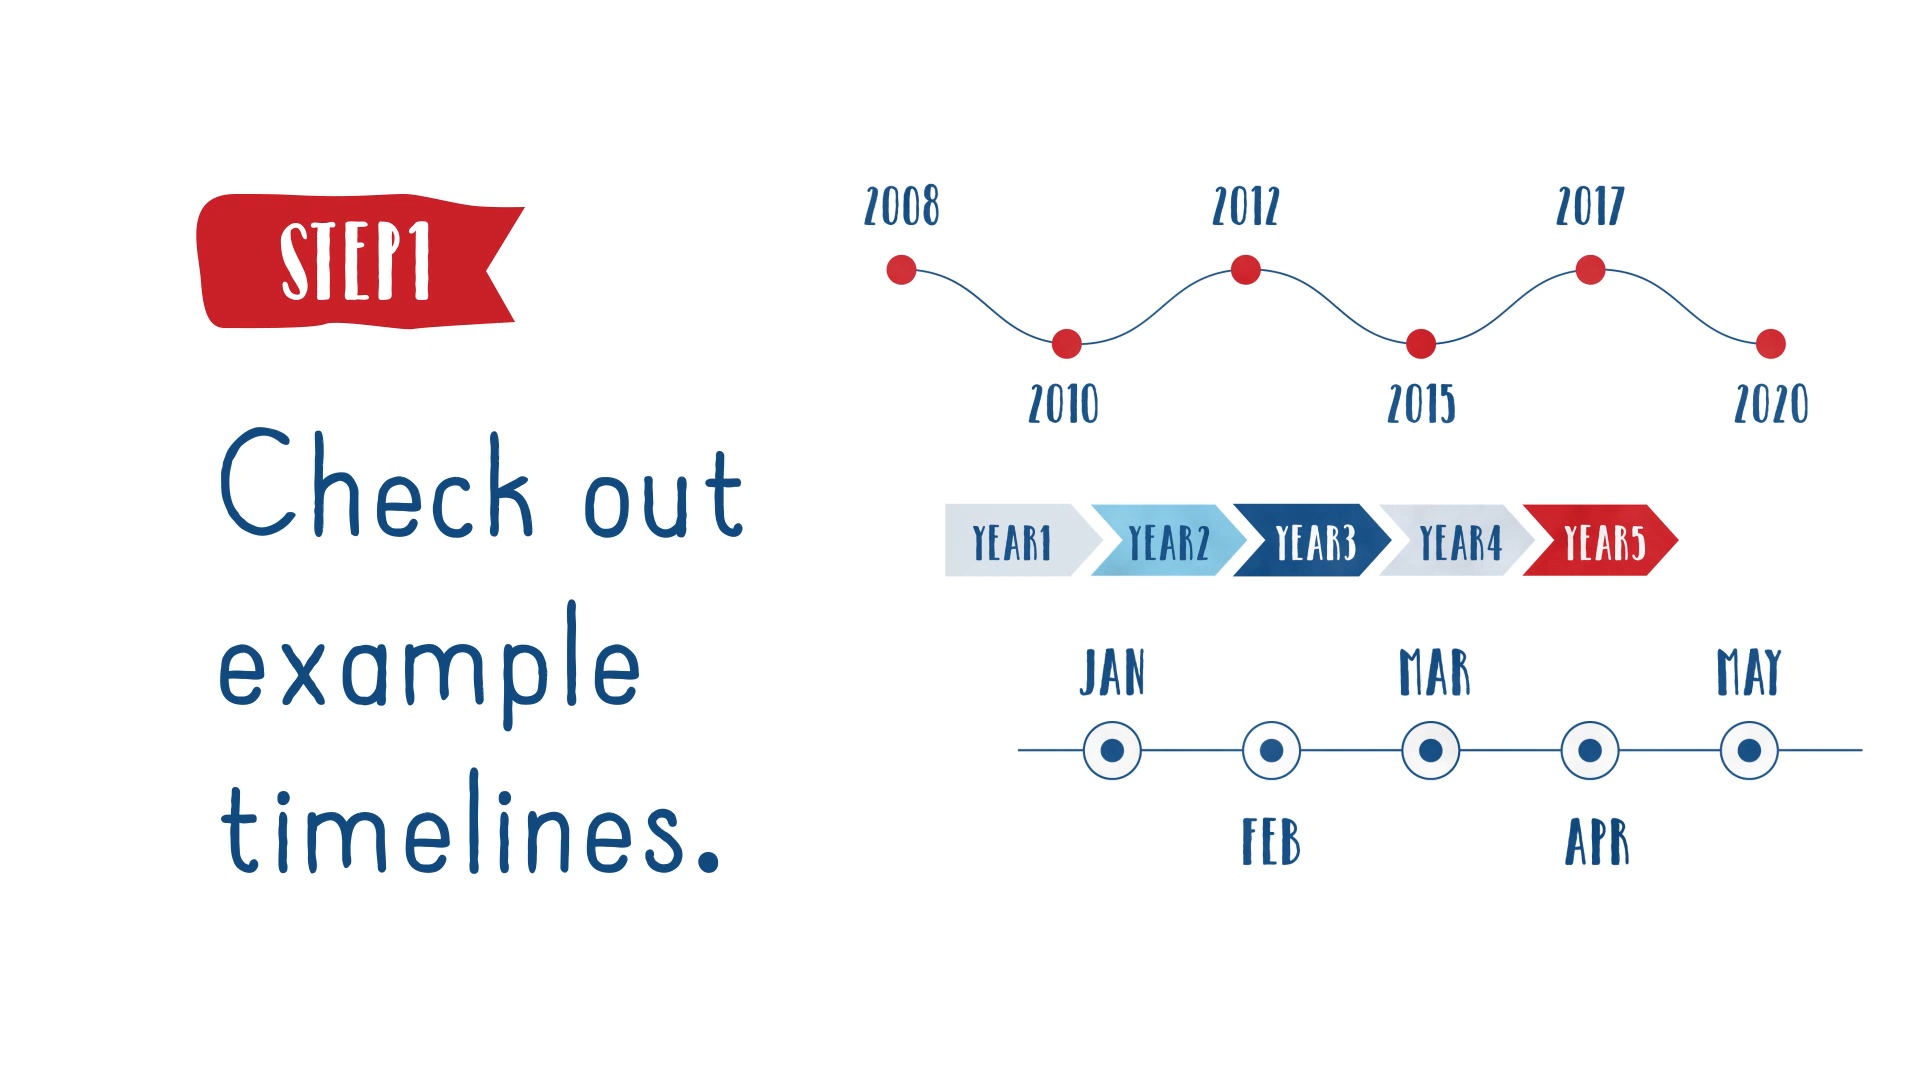 STEP1
Check out
example
timelines.
2008 2012 2017
2010 2015 2020
YEAR1 YEAR2 YEAR3 YEAR4 YEAR5
JAN MAR MAY
FEB APR